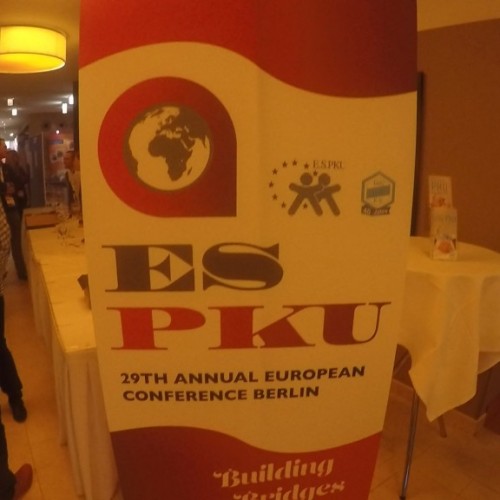 E.S.PKU
ES
PKU
29TH ANNUAL EUROPEAN
CONFERENCE BERLIN
Building
Bridges